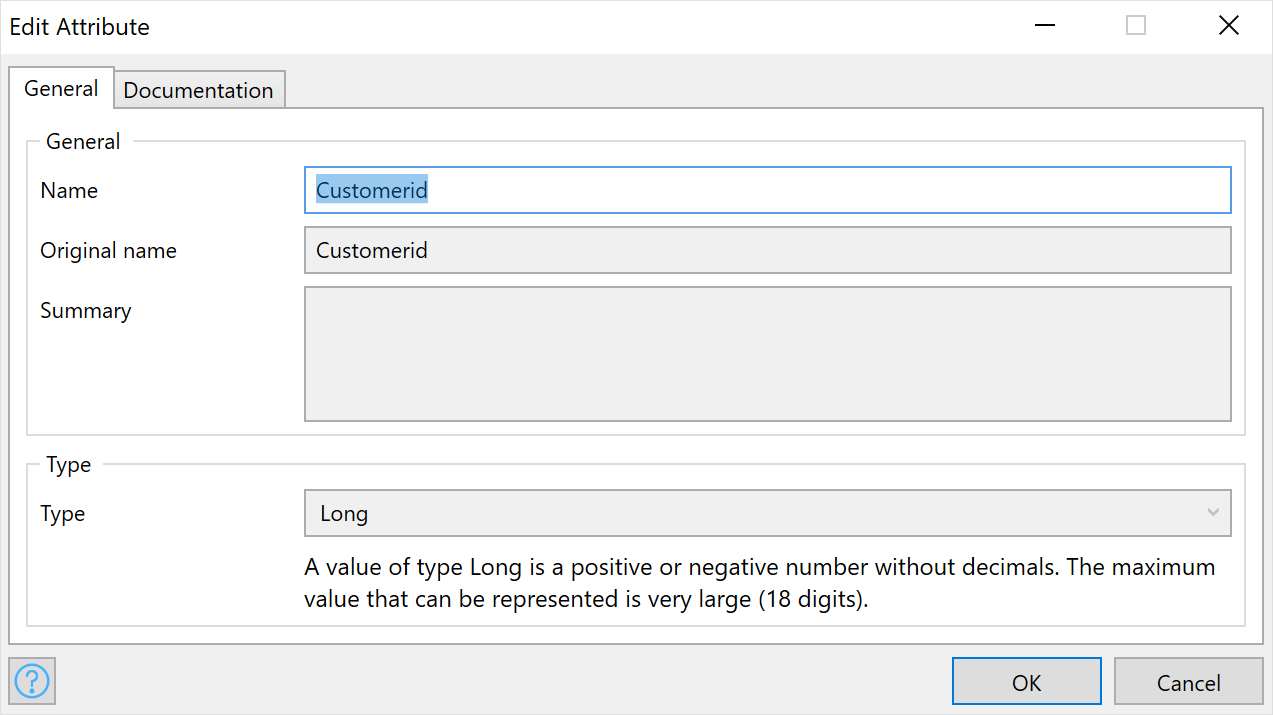 Edit Attribute
General
Documentation
General
Name
Customerid
Original name
Customerid
Summary
Type
Type
Long
A value of type Long is a positive or negative number without decimals. The maximum
value that can be represented is very large (18 digits).
?
OK
Cancel